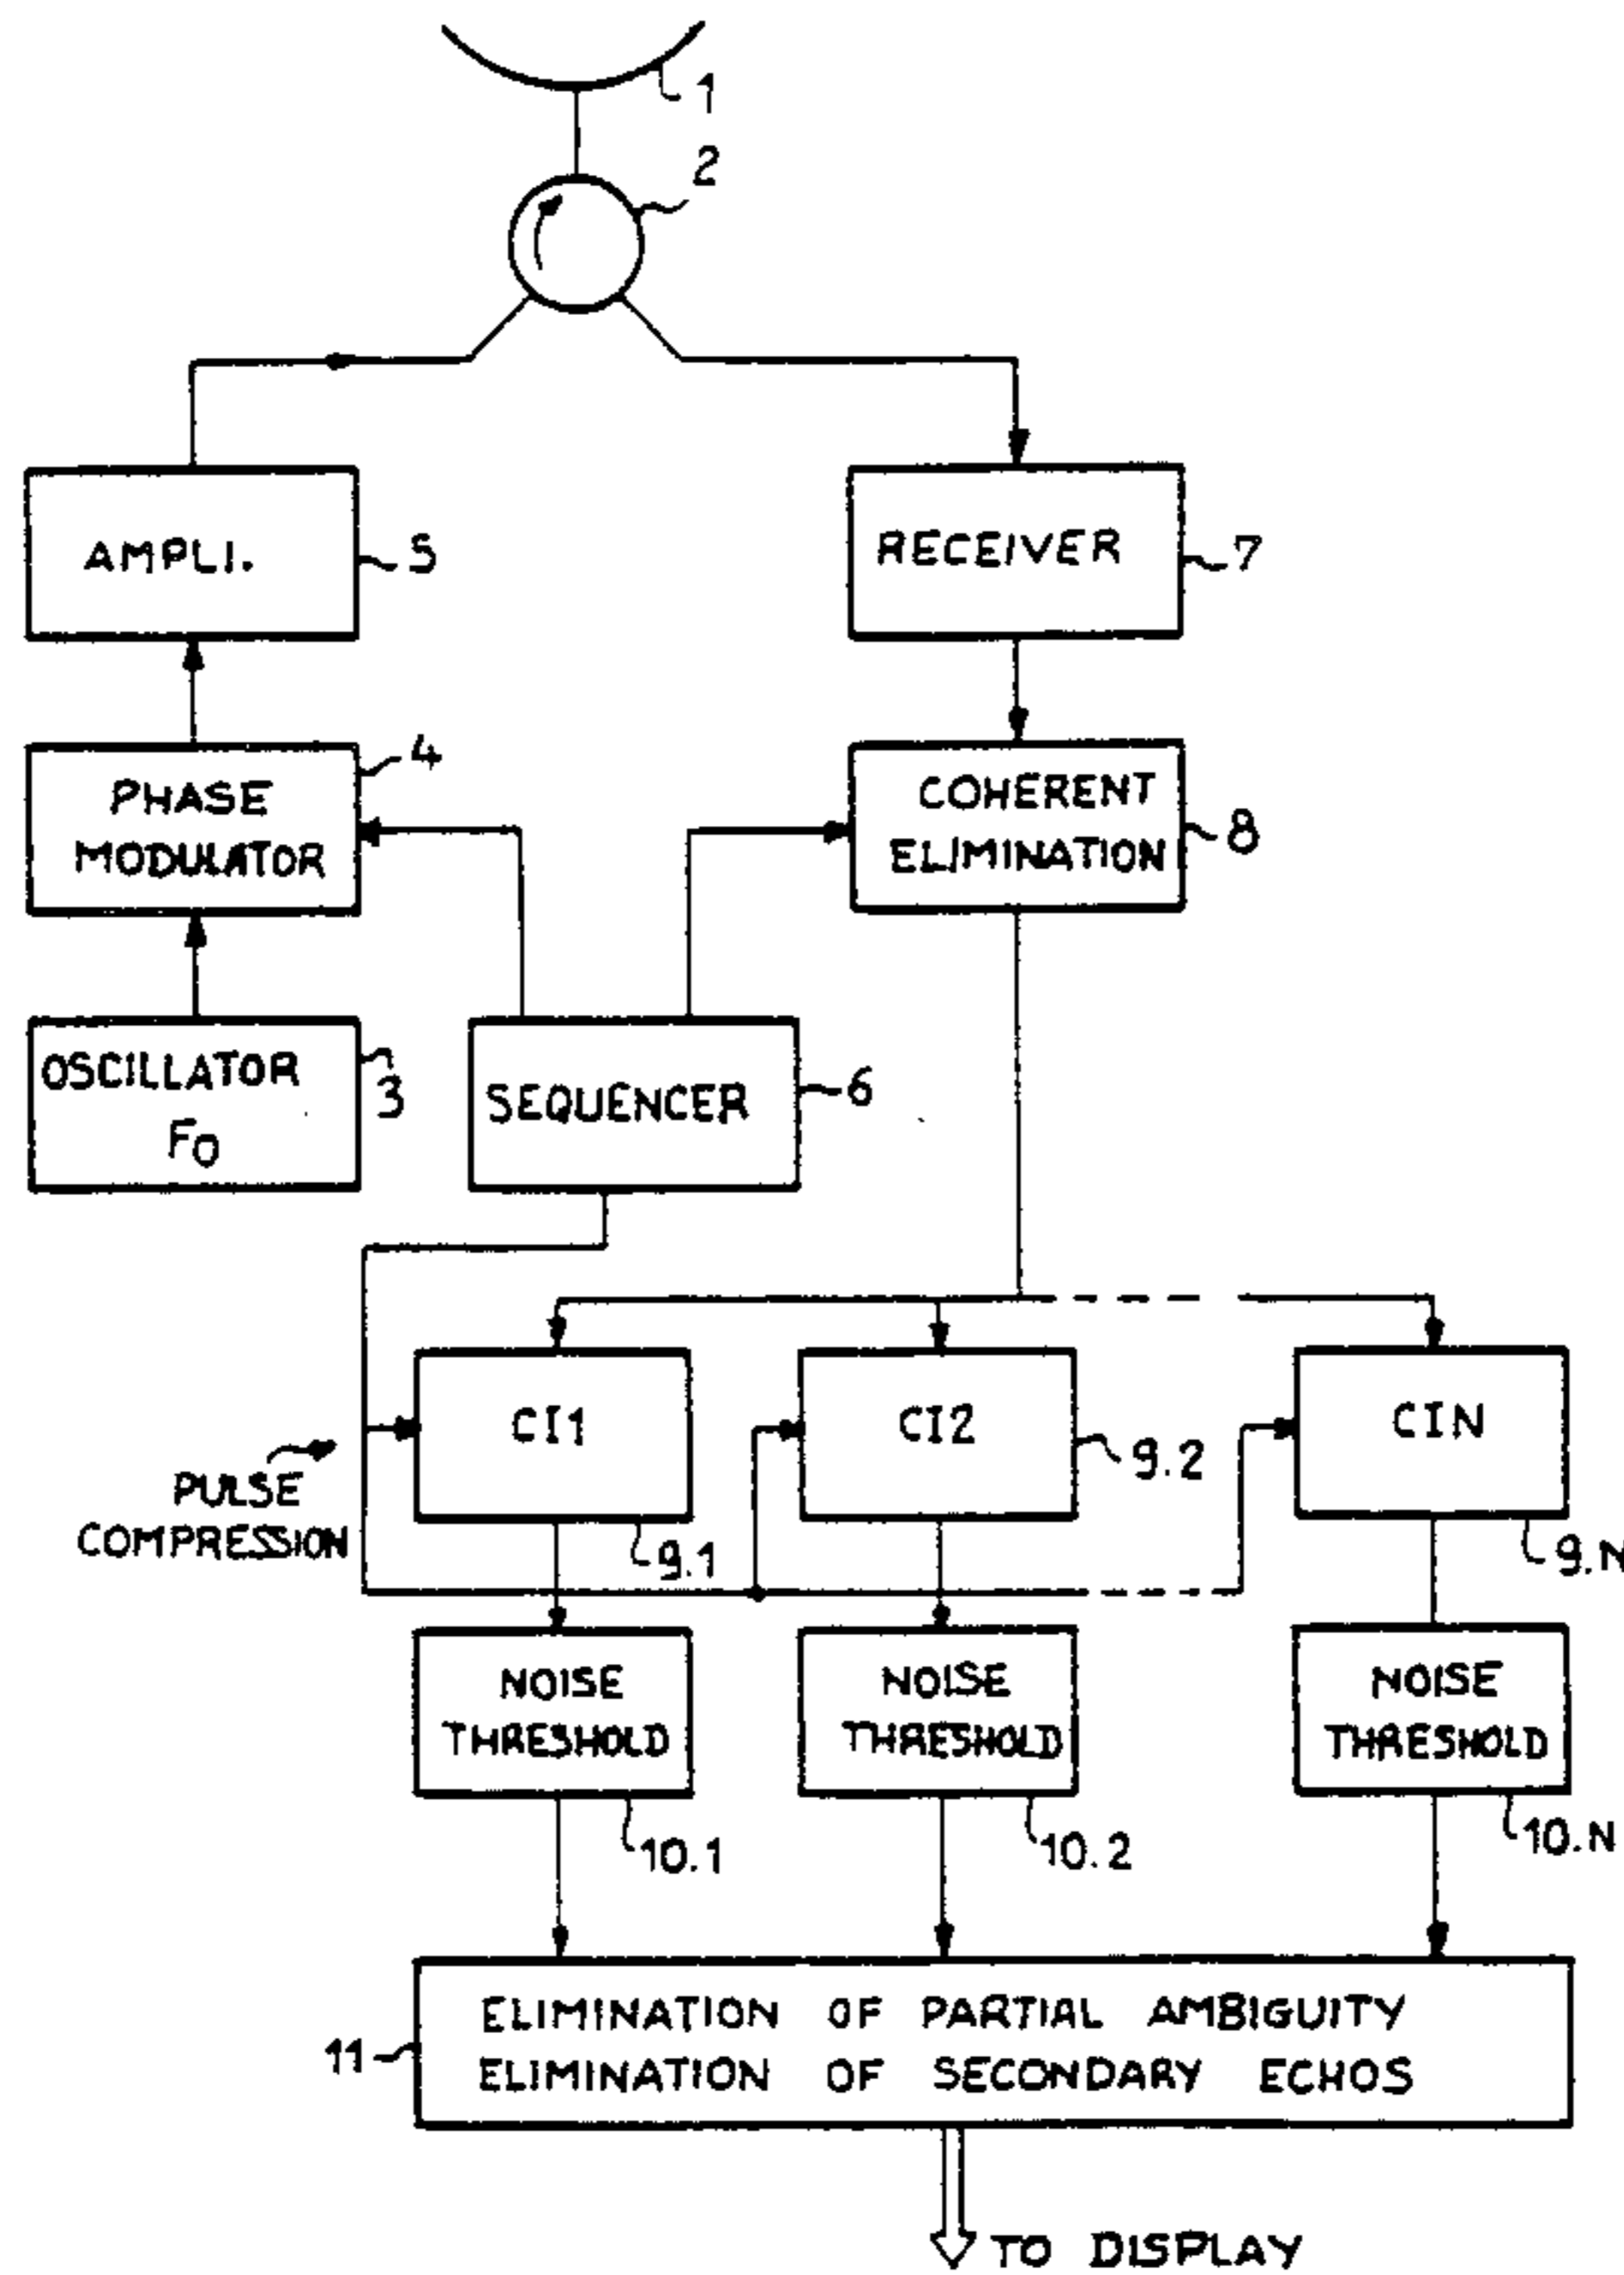 1
2
AMPLI.
5
RECEIVER
7
PHASE
MODULATOR
4
COHERENT
ELIMINATION
8
OSCILLATOR
F0
3
SEQUENCER
6
CI1
CI2
CIN
9.1
9.2
9.N
PULSE
COMPRESSION
NOISE
THRESHOLD
NOISE
THRESHOLD
NOISE
THRESHOLD
10.1
10.2
10.N
ELIMINATION OF PARTIAL AMBIGUITY
ELIMINATION OF SECONDARY ECHOS
11
TO DISPLAY